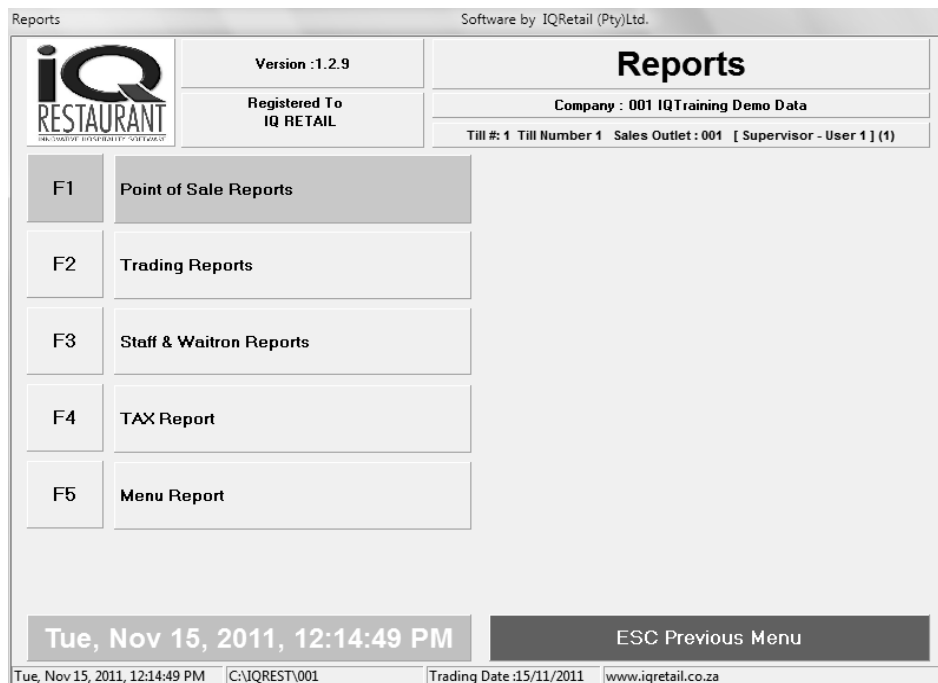 Reports
Software by IQRetail (Pty)Ltd.
iQ
RESTAURANT
INNOVATIVE HOSPITALITY SOFTWARE
Version :1.2.9
Registered To
IQ RETAIL
Reports
Company : 001 IQTraining Demo Data
Till #: 1 Till Number 1 Sales Outlet : 001 [ Supervisor - User 1 ] (1)
F1 Point of Sale Reports
F2 Trading Reports
F3 Staff & Waitron Reports
F4 TAX Report
F5 Menu Report
Tue, Nov 15, 2011, 12:14:49 PM
ESC Previous Menu
Tue, Nov 15, 2011, 12:14:49 PM C:\IQREST\001 Trading Date :15/11/2011 www.iqretail.co.za